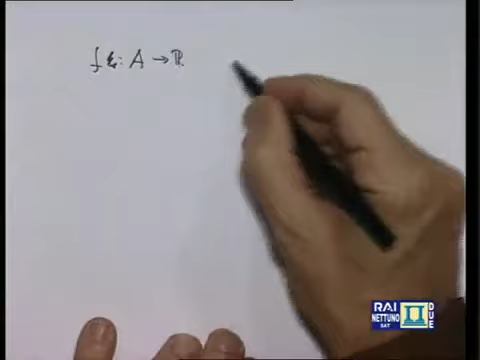 f : A → ℝ
RAI
NETTUNO
SAT
DUE